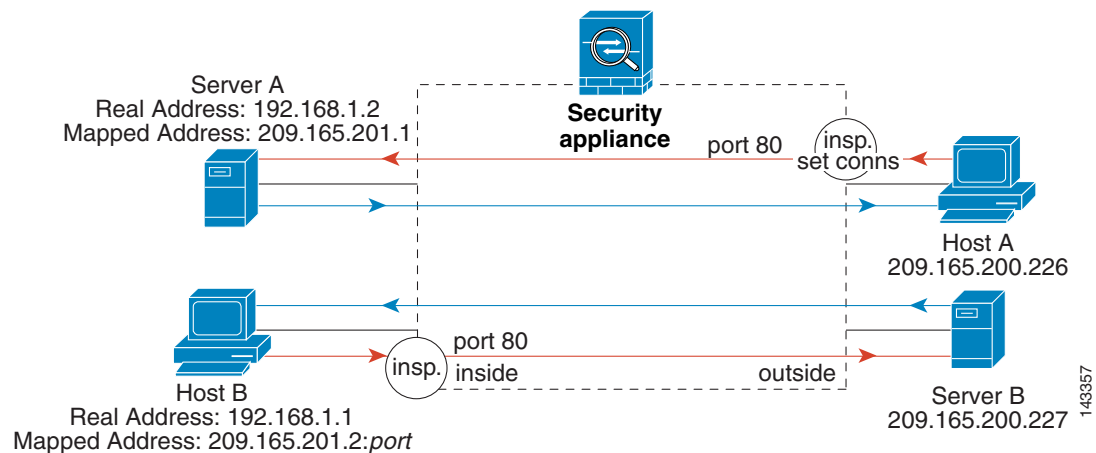 Server A
Real Address: 192.168.1.2
Mapped Address: 209.165.201.1
Security
appliance
port 80
insp.
set conns
Host A
209.165.200.226
port 80
insp.
inside
outside
Host B
Real Address: 192.168.1.1
Mapped Address: 209.165.201.2:port
Server B
209.165.200.227
143357